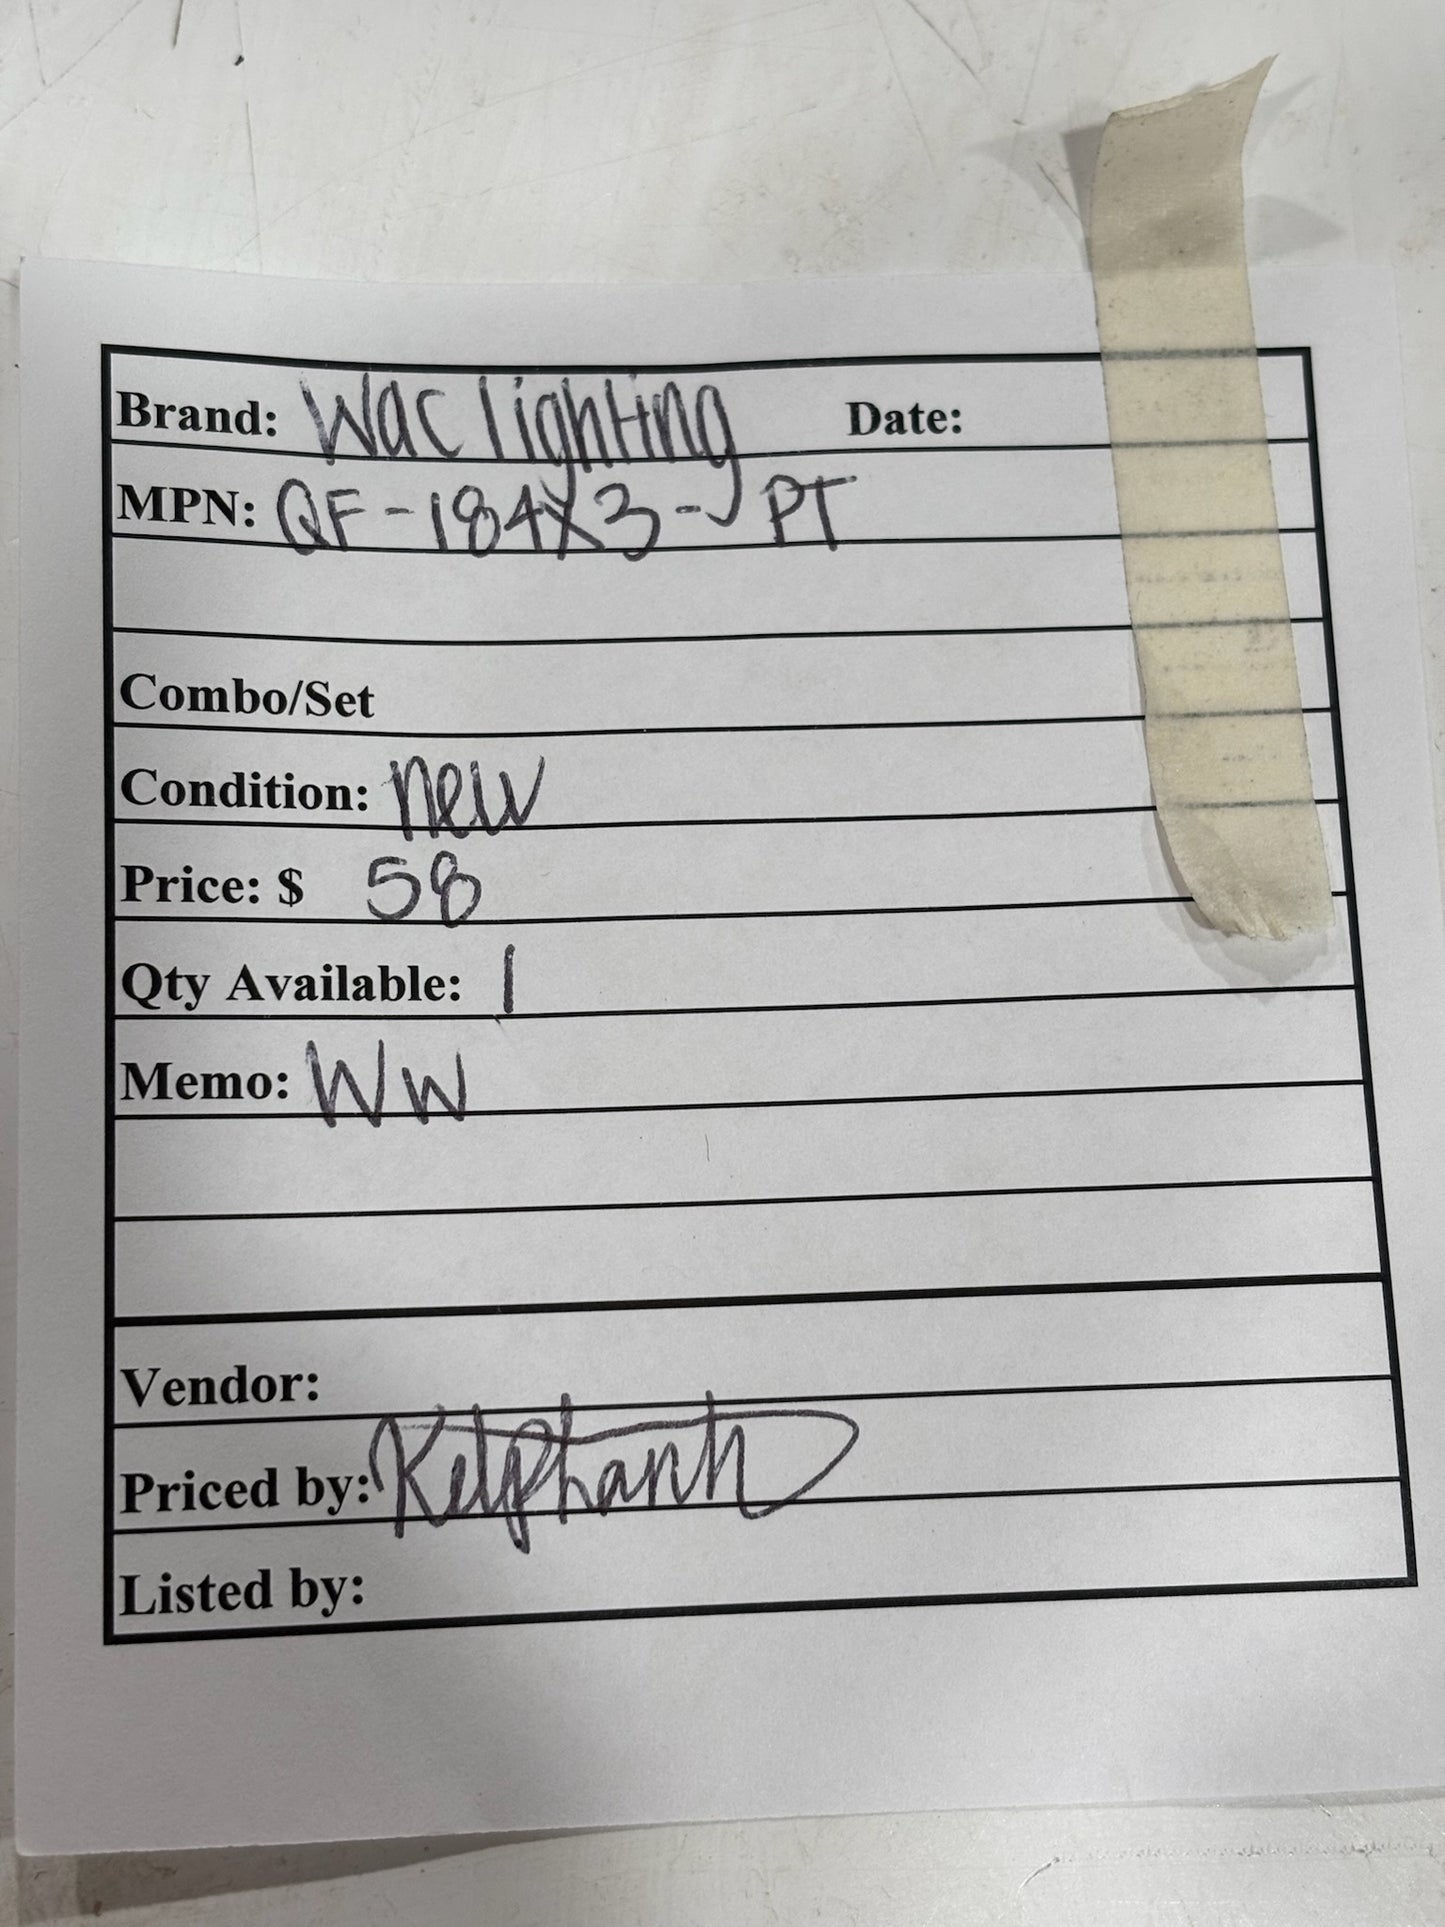 Brand: Wac lighting Date:
MPN: QF-184X3-PT
Combo/Set
Condition: new
Price: $ 58
Qty Available: 1
Memo: WW
Vendor:
Priced by:
Listed by: